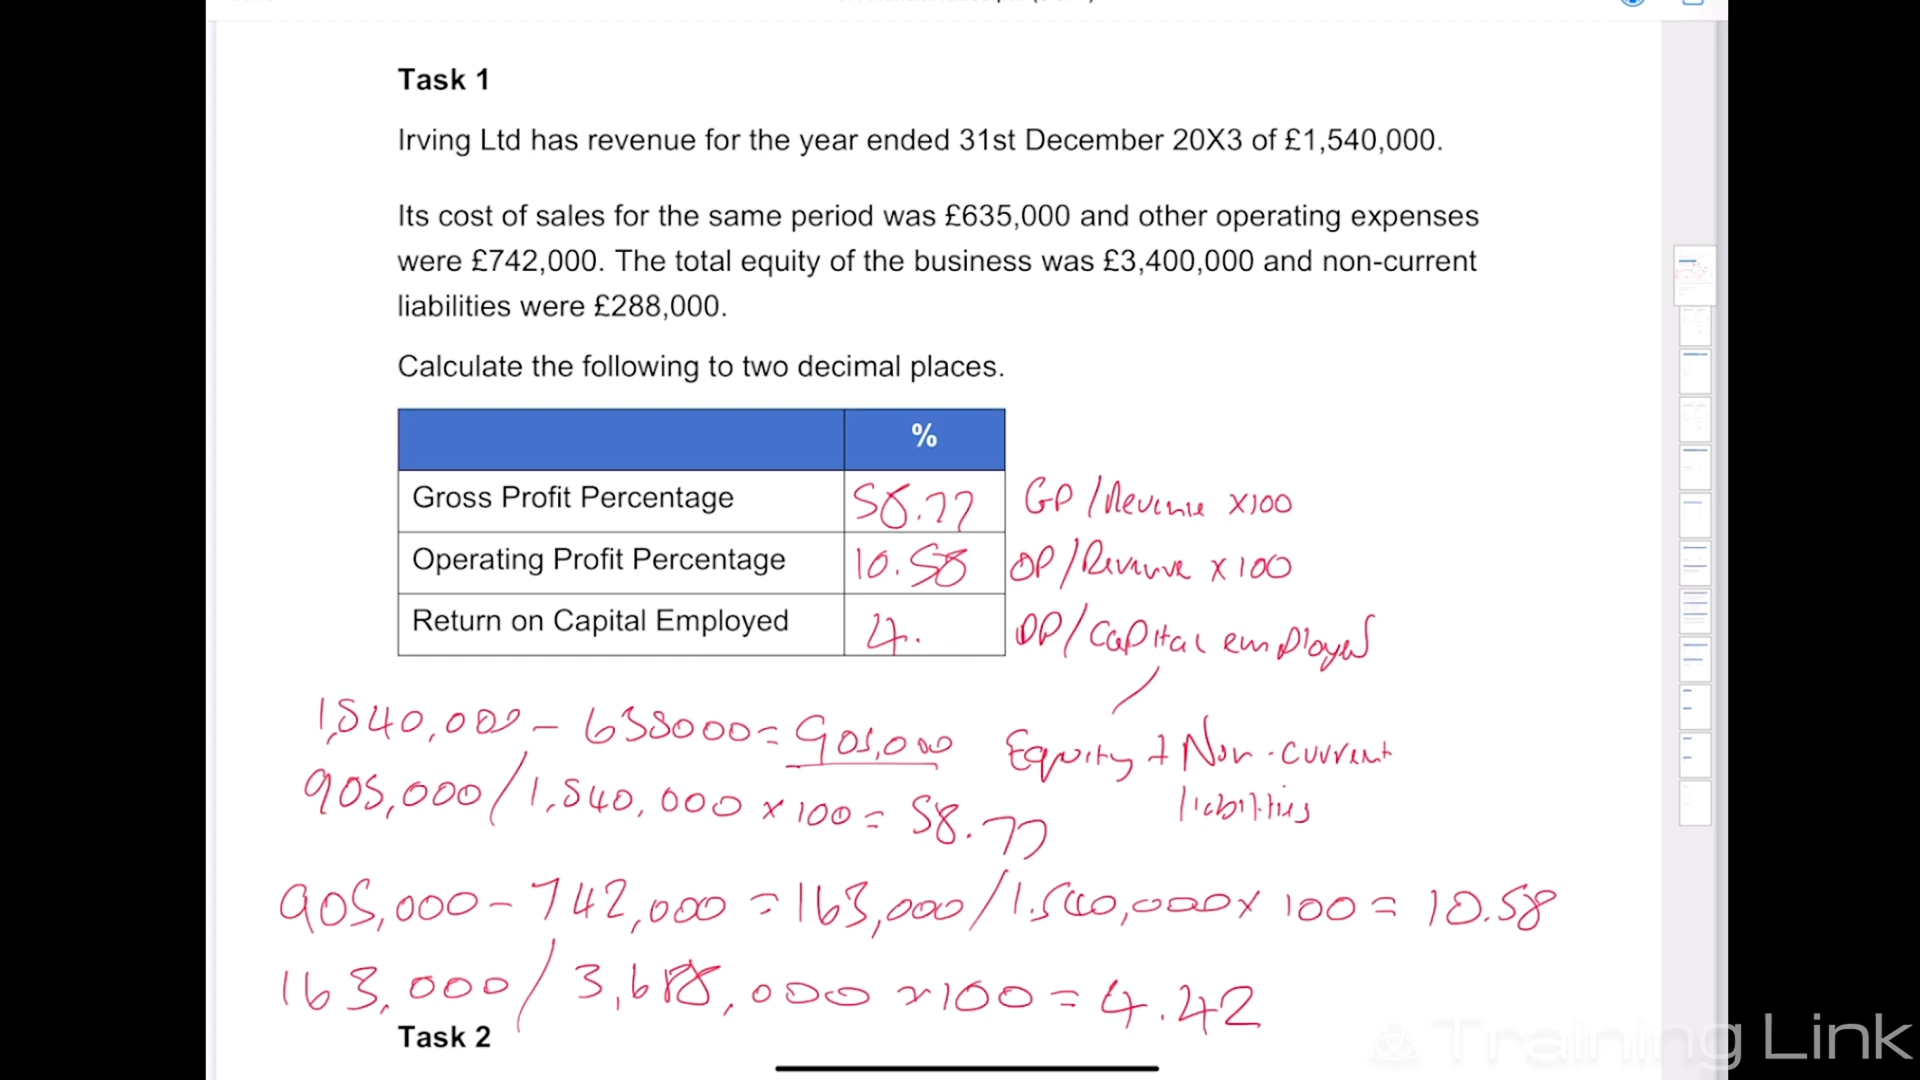 Task 1
Irving Ltd has revenue for the year ended 31st December 20X3 of £1,540,000.
Its cost of sales for the same period was £635,000 and other operating expenses
were £742,000. The total equity of the business was £3,400,000 and non-current
liabilities were £288,000.
Calculate the following to two decimal places.
%
Gross Profit Percentage 58.77 GP/Revenue x100
Operating Profit Percentage 10.58 OP/Revenue x100
Return on Capital Employed 4. OP/Capital employed
1,540,000 - 635000 = 905,000
Equity + Non-current
liabilities
905,000/1,540,000 x 100 = 58.77
905,000 - 742,000 = 163,000/1,540,000 x 100 = 10.58
163,000/3,688,000 x100 = 4.42
Task 2
Training Link